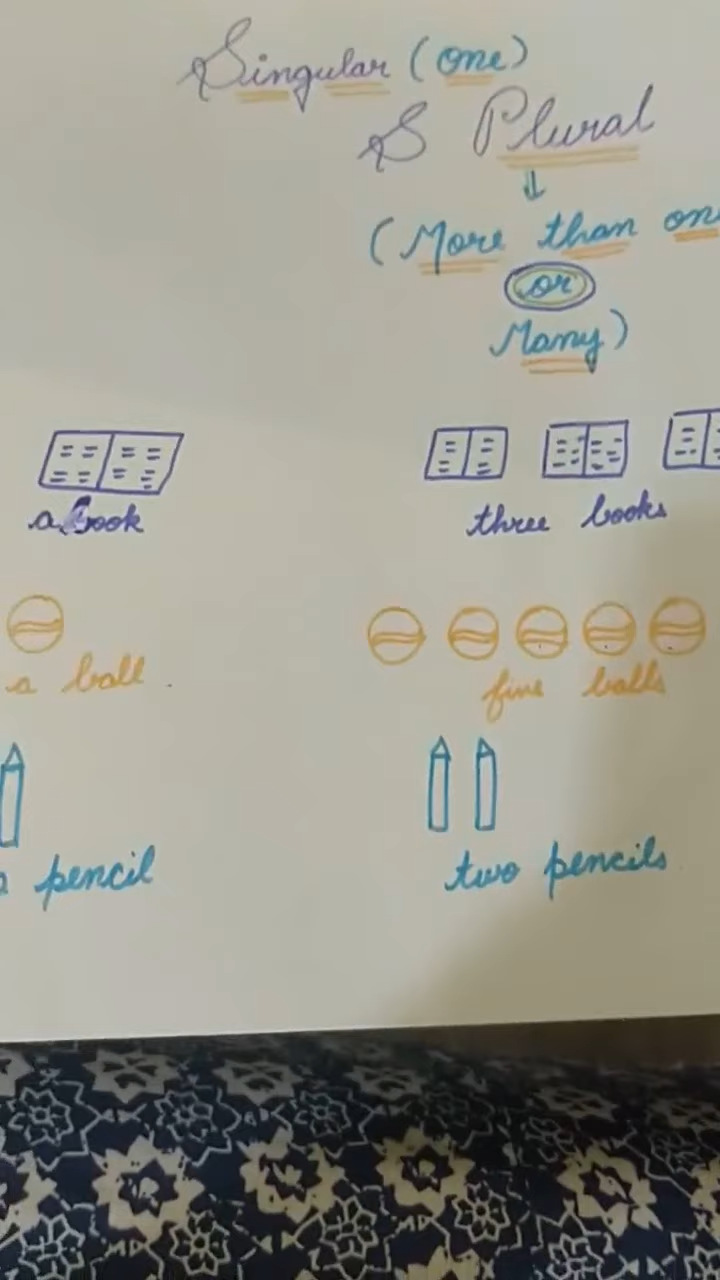 Singular (one)
S Plural
(More than one
or
Many)
a book
three books
a ball
five balls
a pencil
two pencils